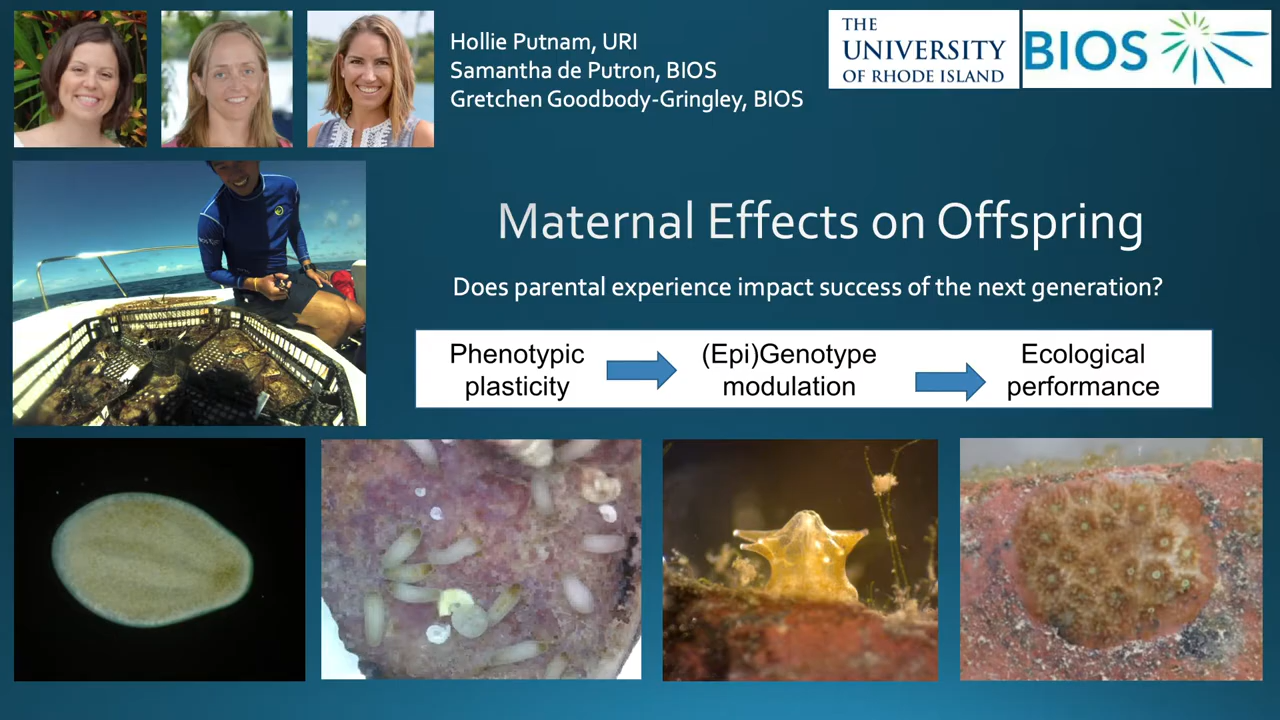 Hollie Putnam, URI
Samantha de Putron, BIOS
Gretchen Goodbody-Gringley, BIOS
THE
UNIVERSITY
OF RHODE ISLAND
BIOS
Maternal Effects on Offspring
Does parental experience impact success of the next generation?
Phenotypic
plasticity
(Epi)Genotype
modulation
Ecological
performance